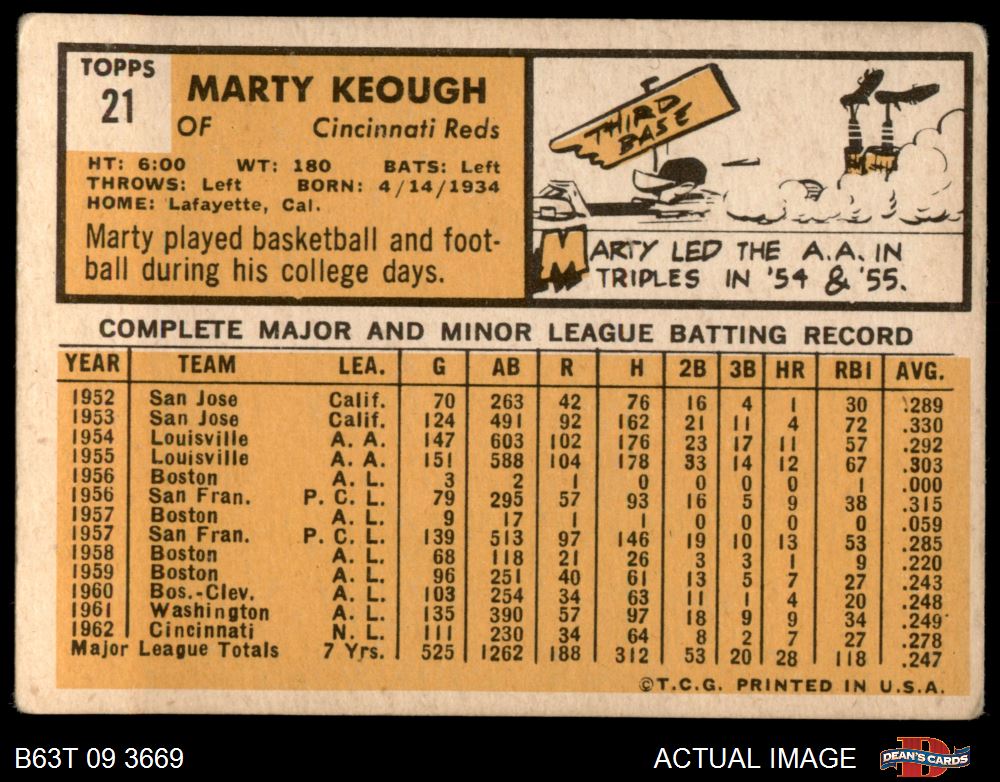 TOPPS
21
MARTY KEOUGH
OF Cincinnati Reds
HT: 6:00 WT: 180 BATS: Left
THROWS: Left BORN: 4/14/1934
HOME: Lafayette, Cal.
Marty played basketball and foot-
ball during his college days.
THIRD
BASE
MARTY LED THE A.A. IN
TRIPLES IN '54 & '55.
COMPLETE MAJOR AND MINOR LEAGUE BATTING RECORD
YEAR TEAM LEA. G AB R H 2B 3B HR RBI AVG.
1952 San Jose Calif. 70 263 42 76 16 4 1 30 .289
1953 San Jose Calif. 124 491 92 162 21 11 4 72 .330
1954 Louisville A. A. 147 603 102 176 23 17 11 57 .292
1955 Louisville A. A. 151 588 104 178 33 14 12 67 .303
1956 Boston A. L. 3 2 1 0 0 0 0 1 .000
1956 San Fran. P. C. L. 79 295 57 93 16 5 9 38 .315
1957 Boston A. L. 9 17 1 1 0 0 0 0 .059
1957 San Fran. P. C. L. 139 513 97 146 19 10 13 53 .285
1958 Boston A. L. 68 118 21 26 3 3 1 9 .220
1959 Boston A. L. 96 251 40 61 13 5 7 27 .243
1960 Bos.-Clev. A. L. 103 254 34 63 11 1 4 20 .248
1961 Washington A. L. 135 390 57 97 18 9 9 34 .249
1962 Cincinnati N. L. 111 230 34 64 8 2 7 27 .278
Major League Totals 7 Yrs. 525 1262 188 312 53 20 28 118 .247
©T.C.G. PRINTED IN U.S.A.
B63T 09 3669 ACTUAL IMAGE DEAN'S CARDS